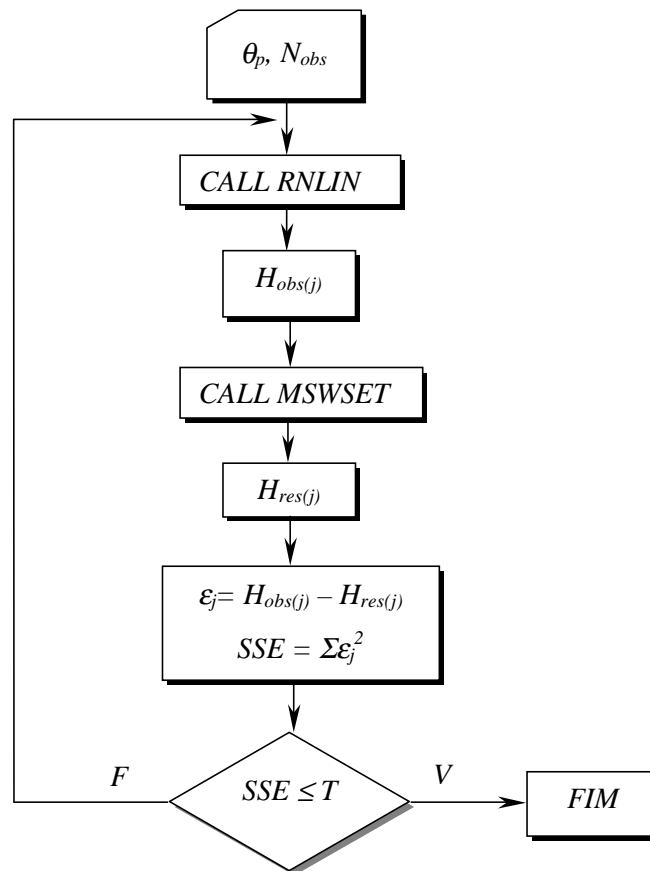 θp, Nobs
CALL RNLIN
Hobs(j)
CALL MSWSET
Hres(j)
εj= Hobs(j) – Hres(j)
SSE = Σεj²
F
SSE ≤ T
V
FIM